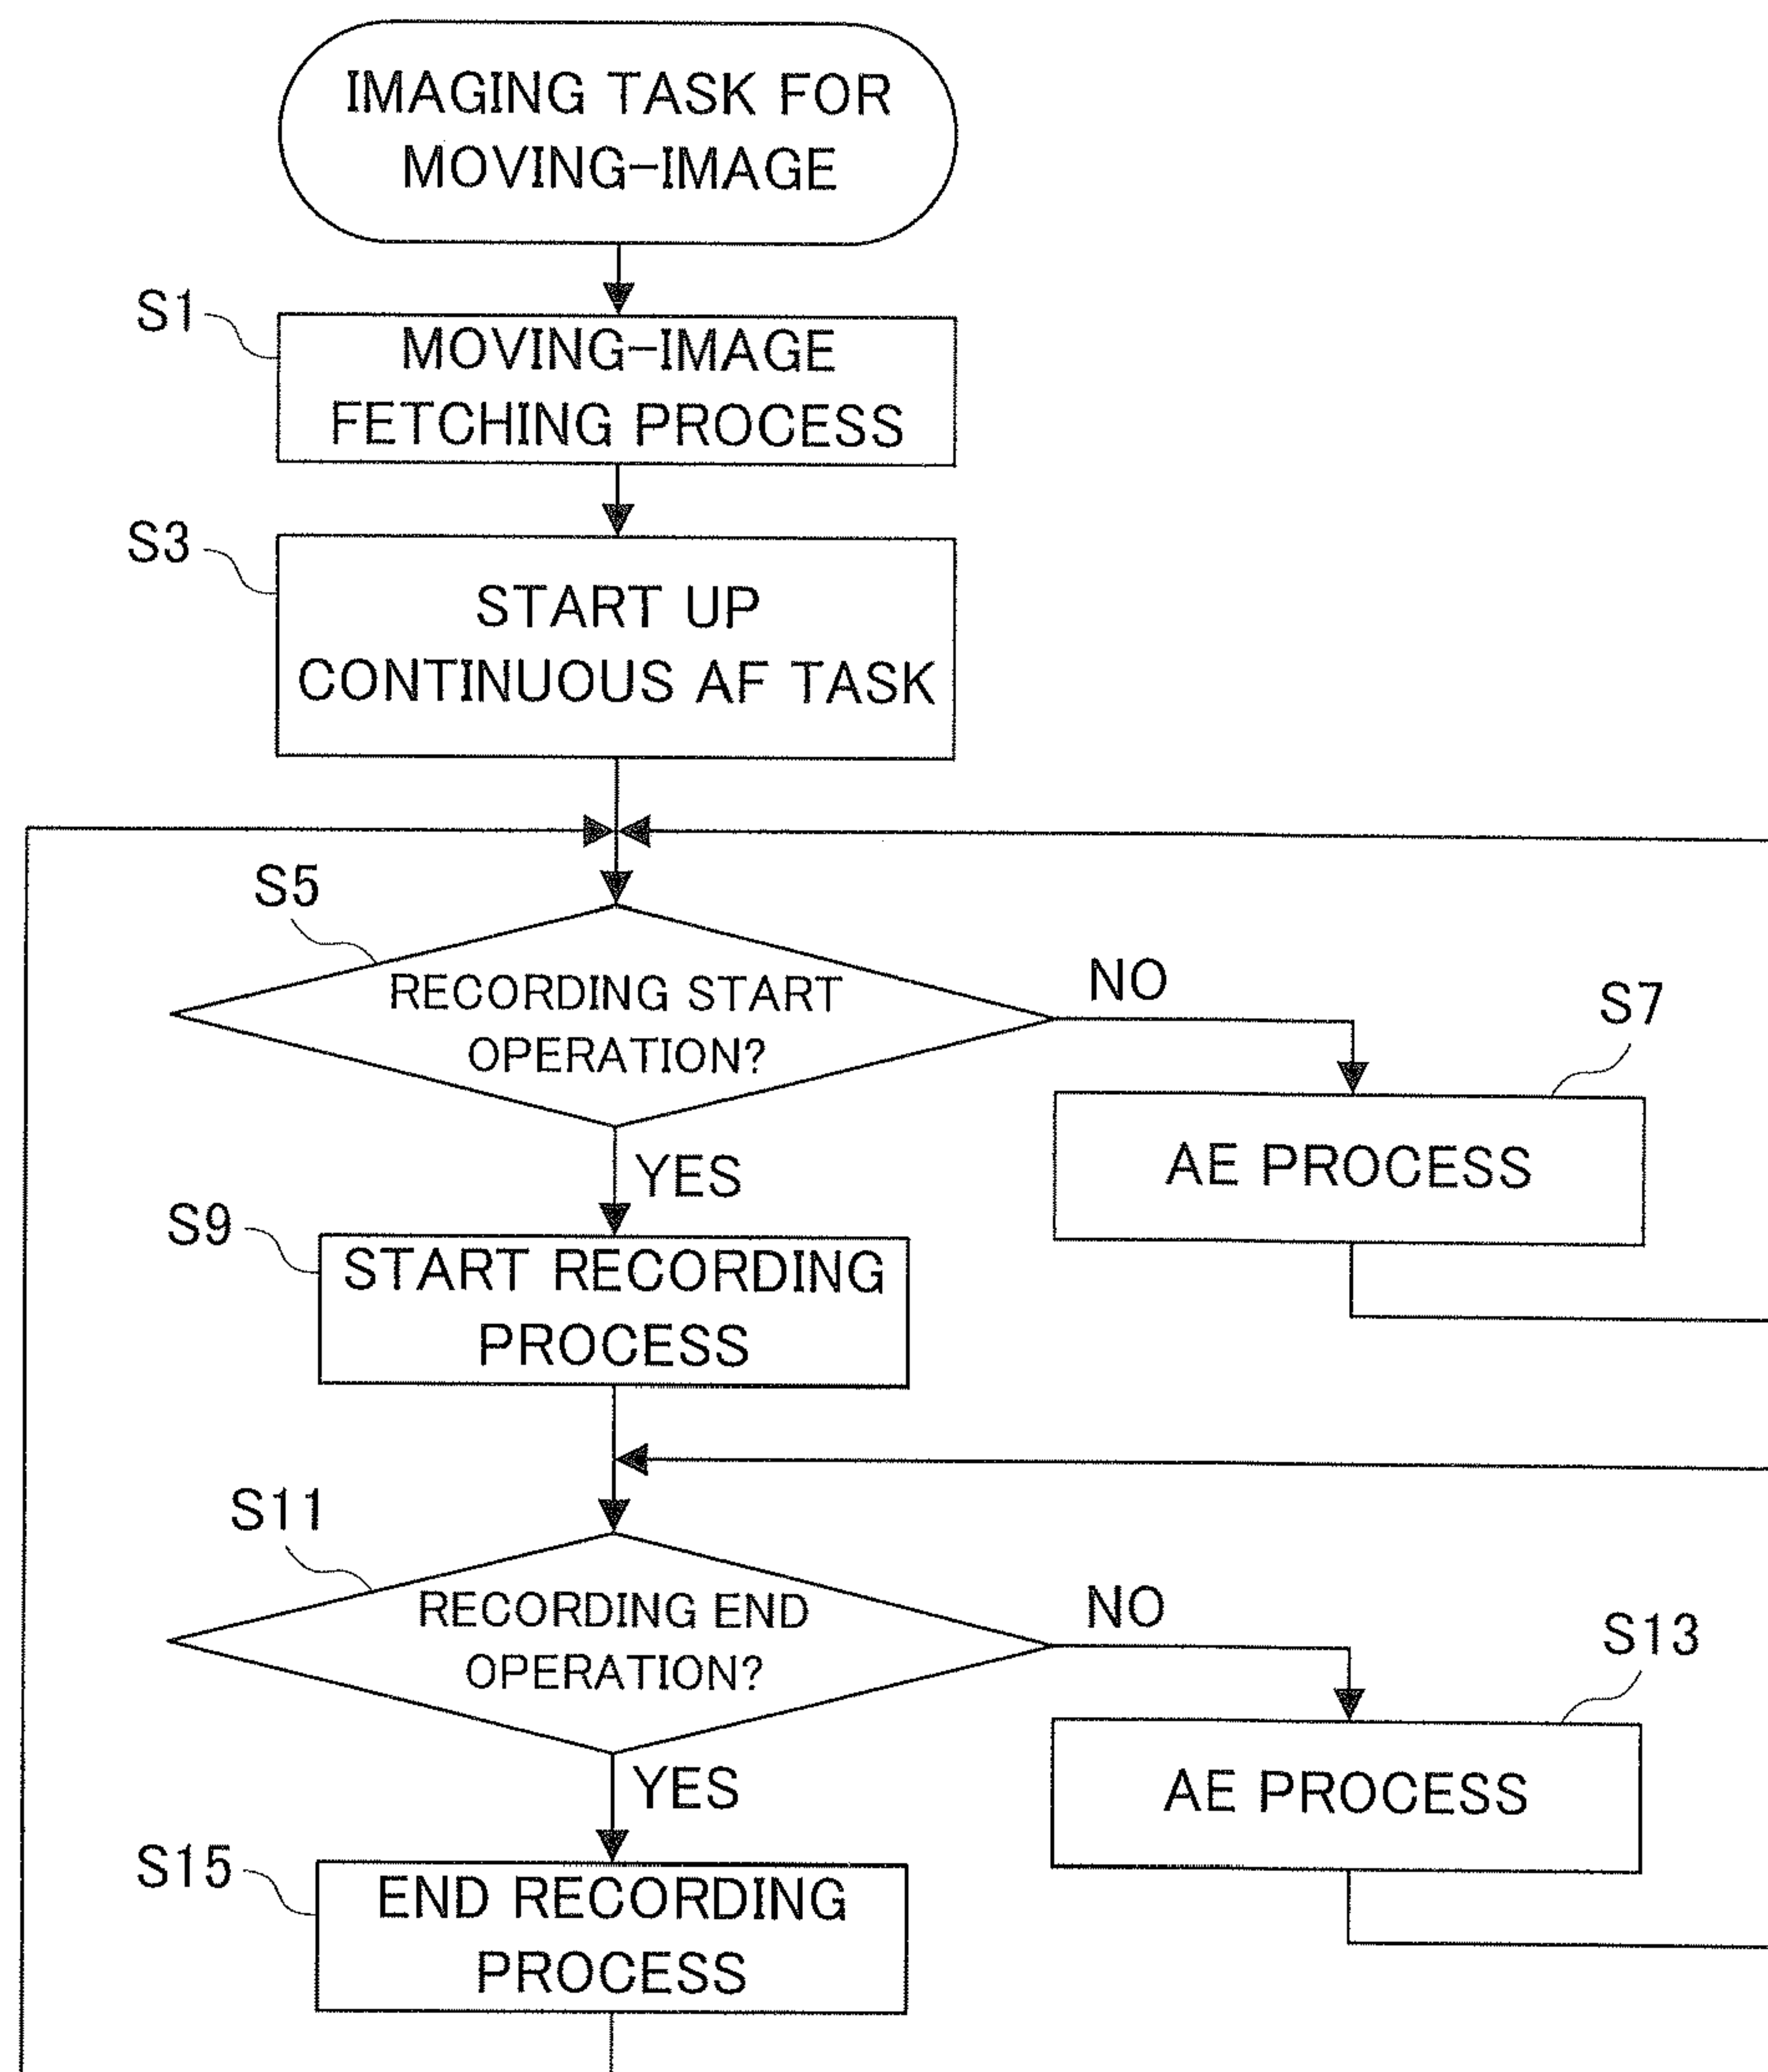 IMAGING TASK FOR
MOVING-IMAGE
S1
MOVING-IMAGE
FETCHING PROCESS
S3
START UP
CONTINUOUS AF TASK
S5
RECORDING START
OPERATION?
NO
S7
AE PROCESS
YES
S9
START RECORDING
PROCESS
S11
RECORDING END
OPERATION?
NO
S13
AE PROCESS
YES
S15
END RECORDING
PROCESS